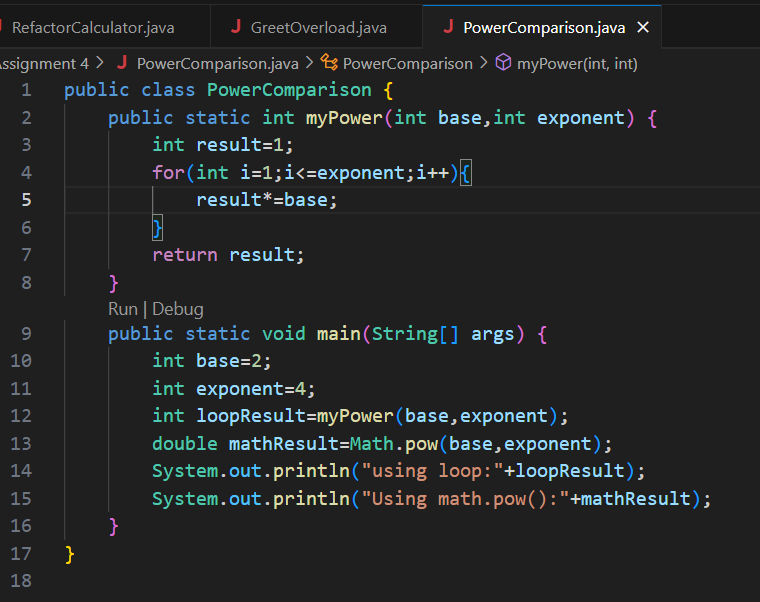 RefactorCalculator.java GreetOverload.java PowerComparison.java
ssignment 4 > PowerComparison.java > PowerComparison > myPower(int, int)
1 public class PowerComparison {
2     public static int myPower(int base,int exponent) {
3         int result=1;
4         for(int i=1;i<=exponent;i++){
5             result*=base;
6         }
7         return result;
8     }
Run | Debug
9     public static void main(String[] args) {
10         int base=2;
11         int exponent=4;
12         int loopResult=myPower(base,exponent);
13         double mathResult=Math.pow(base,exponent);
14         System.out.println("using loop:"+loopResult);
15         System.out.println("Using math.pow():"+mathResult);
16     }
17 }
18